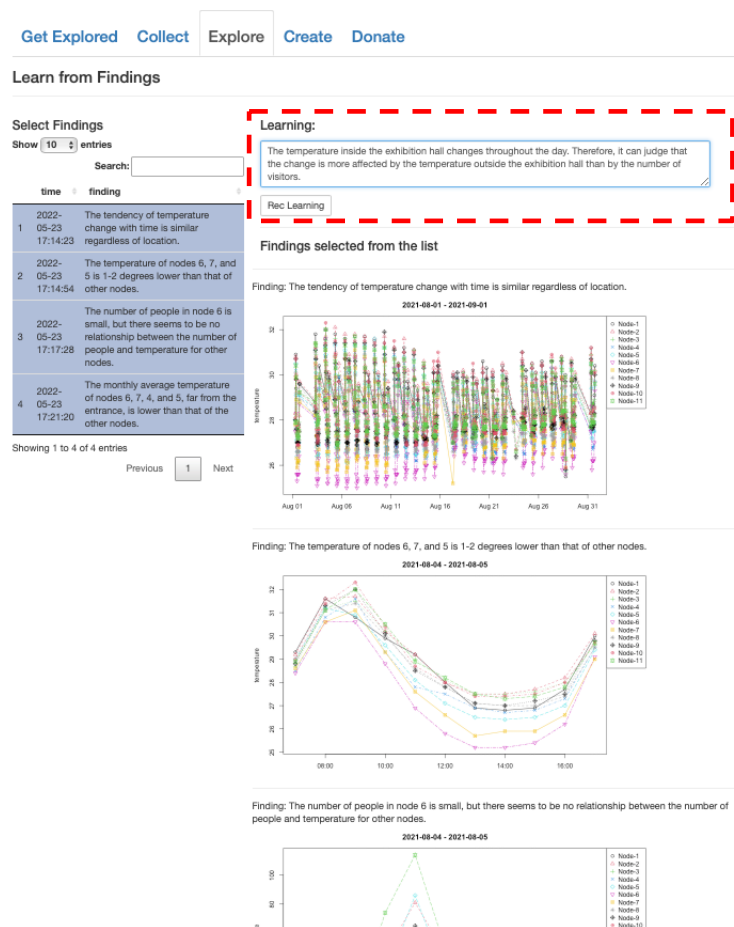 Get Explored Collect Explore Create Donate
Learn from Findings
Select Findings
Show 10 entries
Search:
time finding
1 2022-05-23 17:14:23 The tendency of temperature change with time is similar regardless of location.
2 2022-05-23 17:14:54 The temperature of nodes 6, 7, and 5 is 1-2 degrees lower than that of other nodes.
3 2022-05-23 17:17:28 The number of people in node 6 is small, but there seems to be no relationship between the number of people and temperature for other nodes.
4 2022-05-23 17:21:20 The monthly average temperature of nodes 6, 7, 4, and 5, far from the entrance, is lower than that of the other nodes.
Showing 1 to 4 of 4 entries
Previous 1 Next
Learning:
The temperature inside the exhibition hall changes throughout the day. Therefore, it can judge that
the change is more affected by the temperature outside the exhibition hall than by the number of
visitors.
Rec Learning
Findings selected from the list
Finding: The tendency of temperature change with time is similar regardless of location.
2021-08-01 - 2021-09-01
temperature
32
30
28
26
Aug 01 Aug 06 Aug 11 Aug 16 Aug 21 Aug 26 Aug 31
Node-1
Node-2
Node-3
Node-4
Node-5
Node-6
Node-7
Node-8
Node-9
Node-10
Node-11
Finding: The temperature of nodes 6, 7, and 5 is 1-2 degrees lower than that of other nodes.
2021-08-04 - 2021-08-05
temperature
32
31
30
29
28
27
26
25
08:00 10:00 12:00 14:00 16:00
Node-1
Node-2
Node-3
Node-4
Node-5
Node-6
Node-7
Node-8
Node-9
Node-10
Node-11
Finding: The number of people in node 6 is small, but there seems to be no relationship between the number of
people and temperature for other nodes.
2021-08-04 - 2021-08-05
100
80
Node-1
Node-2
Node-3
Node-4
Node-5
Node-6
Node-7
Node-8
Node-9
Node-10